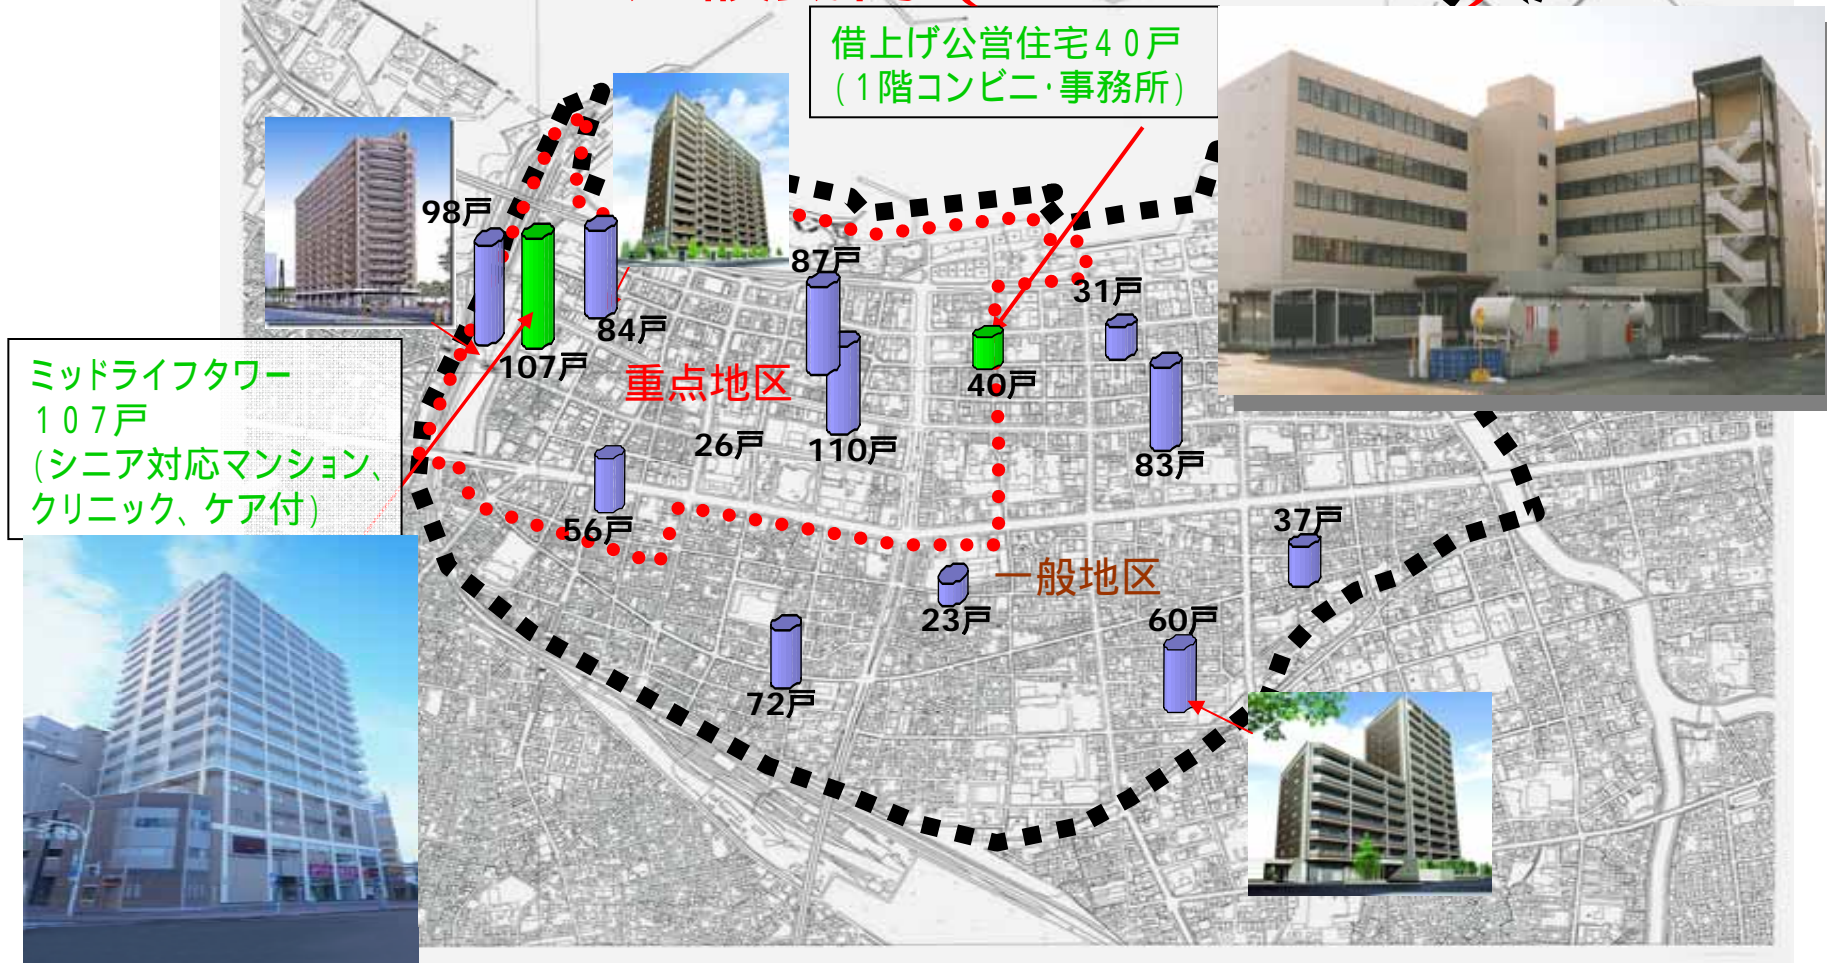 借上げ公営住宅４０戸
(１階コンビニ・事務所)
98戸
87戸
31戸
84戸
107戸
重点地区
40戸
ミッドライフタワー
１０７戸
(シニア対応マンション、
クリニック、ケア付)
26戸
110戸
83戸
56戸
37戸
一般地区
23戸
60戸
72戸